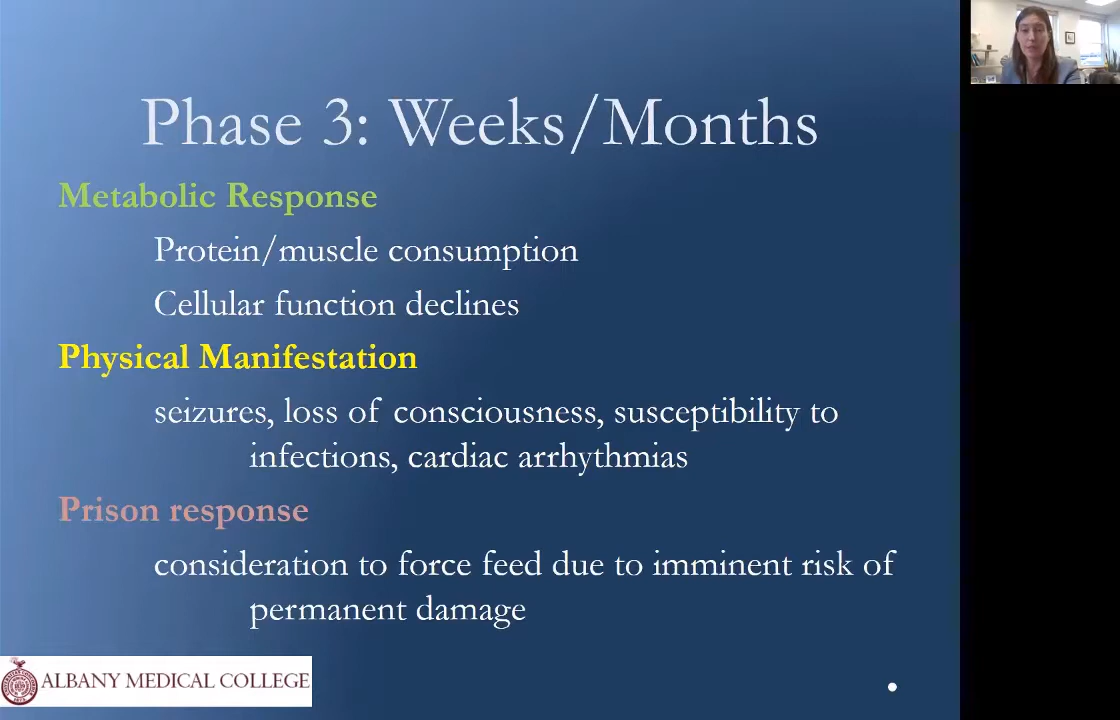 Phase 3: Weeks/Months
Metabolic Response
Protein/muscle consumption
Cellular function declines
Physical Manifestation
seizures, loss of consciousness, susceptibility to
infections, cardiac arrhythmias
Prison response
consideration to force feed due to imminent risk of
permanent damage
ALBANY MEDICAL COLLEGE